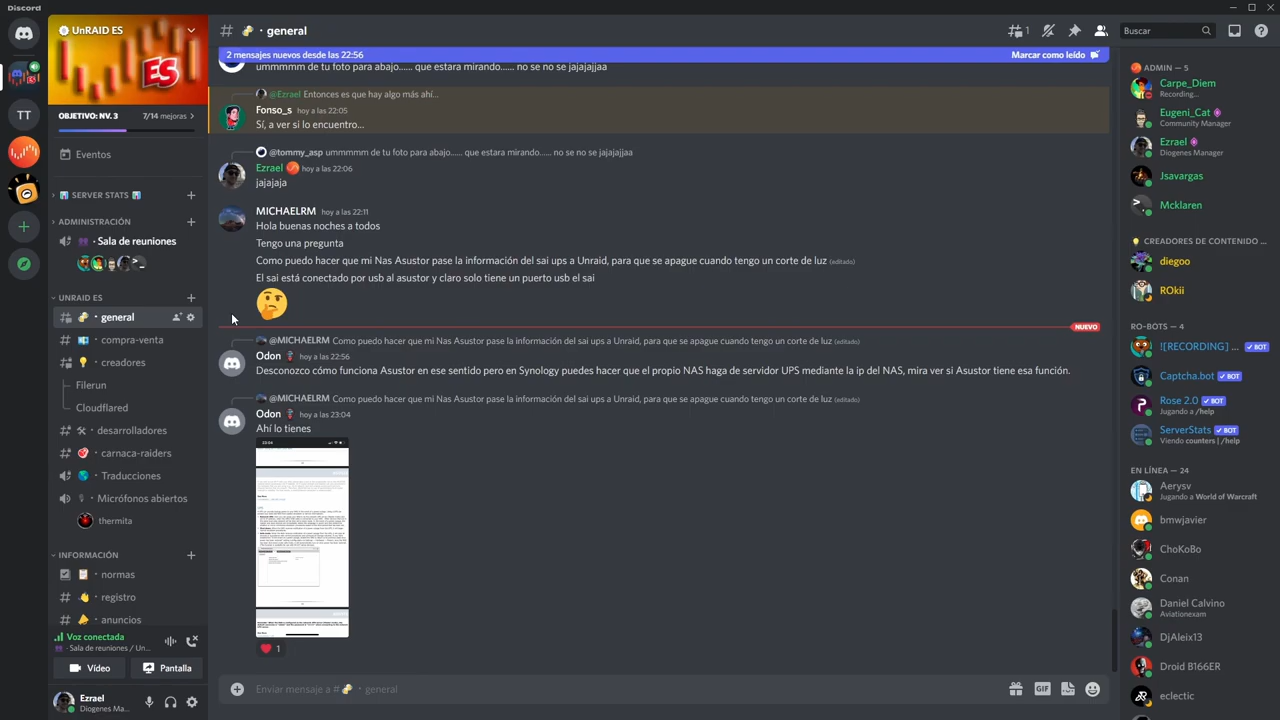 Discord
UnRAID ES
ES
OBJETIVO: NV. 3
7/14 mejoras
Eventos
SERVER STATS
ADMINISTRACIÓN
Sala de reuniones
UNRAID ES
general
compra-venta
creadores
Filerun
Cloudflared
desarrolladores
carnaca-raiders
Traducciones
Micrófonos abiertos
thermita
INFORMACIÓN
normas
registro
anuncios
Voz conectada
Sala de reuniones / Un...
Vídeo
Pantalla
Ezrael
Diogenes Ma...
TT
general
1
Buscar
2 mensajes nuevos desde las 22:56
Marcar como leído
ummmmm de tu foto para abajo...... que estara mirando..... no se no se jajajajjaa
@Ezrael Entonces es que hay algo más ahí...
Fonso_s hoy a las 22:05
Sí, a ver si lo encuentro...
@tommy_asp ummmmm de tu foto para abajo...... que estara mirando..... no se no se jajajajjaa
Ezrael hoy a las 22:06
jajajaja
MICHAELRM hoy a las 22:11
Hola buenas noches a todos
Tengo una pregunta
Como puedo hacer que mi Nas Asustor pase la información del sai ups a Unraid, para que se apague cuando tengo un corte de luz (editado)
El sai está conectado por usb al asustor y claro solo tiene un puerto usb el sai
NUEVO
@MICHAELRM Como puedo hacer que mi Nas Asustor pase la información del sai ups a Unraid, para que se apague cuando tengo un corte de luz (editado)
Odon hoy a las 22:56
Desconozco cómo funciona Asustor en ese sentido pero en Synology puedes hacer que el propio NAS haga de servidor UPS mediante la ip del NAS, mira ver si Asustor tiene esa función.
@MICHAELRM Como puedo hacer que mi Nas Asustor pase la información del sai ups a Unraid, para que se apague cuando tengo un corte de luz (editado)
Odon hoy a las 23:04
Ahí lo tienes
1
Enviar mensaje a # general
GIF
ADMIN — 5
Carpe_Diem
Recording...
Eugeni_Cat
Community Manager
Ezrael
Diogenes Manager
Jsavargas
Mcklaren
CREADORES DE CONTENIDO ...
diegoo
ROkii
RO-BOTS — 4
![RECORDING] ... BOT
Captcha.bot BOT
Rose 2.0 BOT
Jugando a /help
ServerStats BOT
Viendo counters | /help
EN LÍNEA — 24
Aerysv
Jugando a World of Warcraft
Conan
Daniel Calvino
DjAleix13
Droid B166ER
eclectic